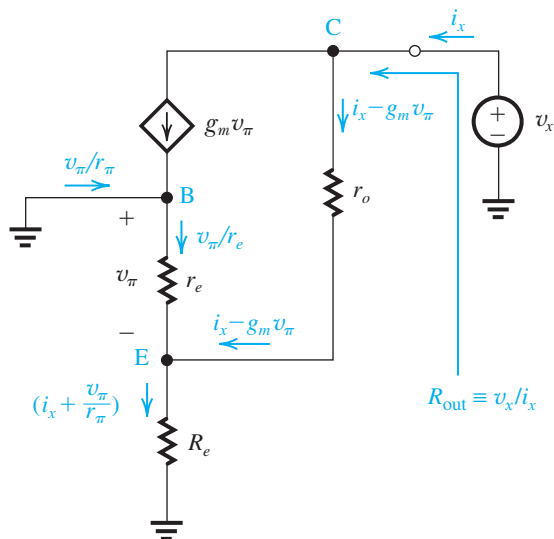 C
i_x
i_x − g_m v_π
g_m v_π
v_x
+
−
v_π/r_π
B
r_o
+
v_π/r_e
v_π
r_e
−
i_x − g_m v_π
E
(i_x + v_π/r_π)
R_out ≡ v_x/i_x
R_e